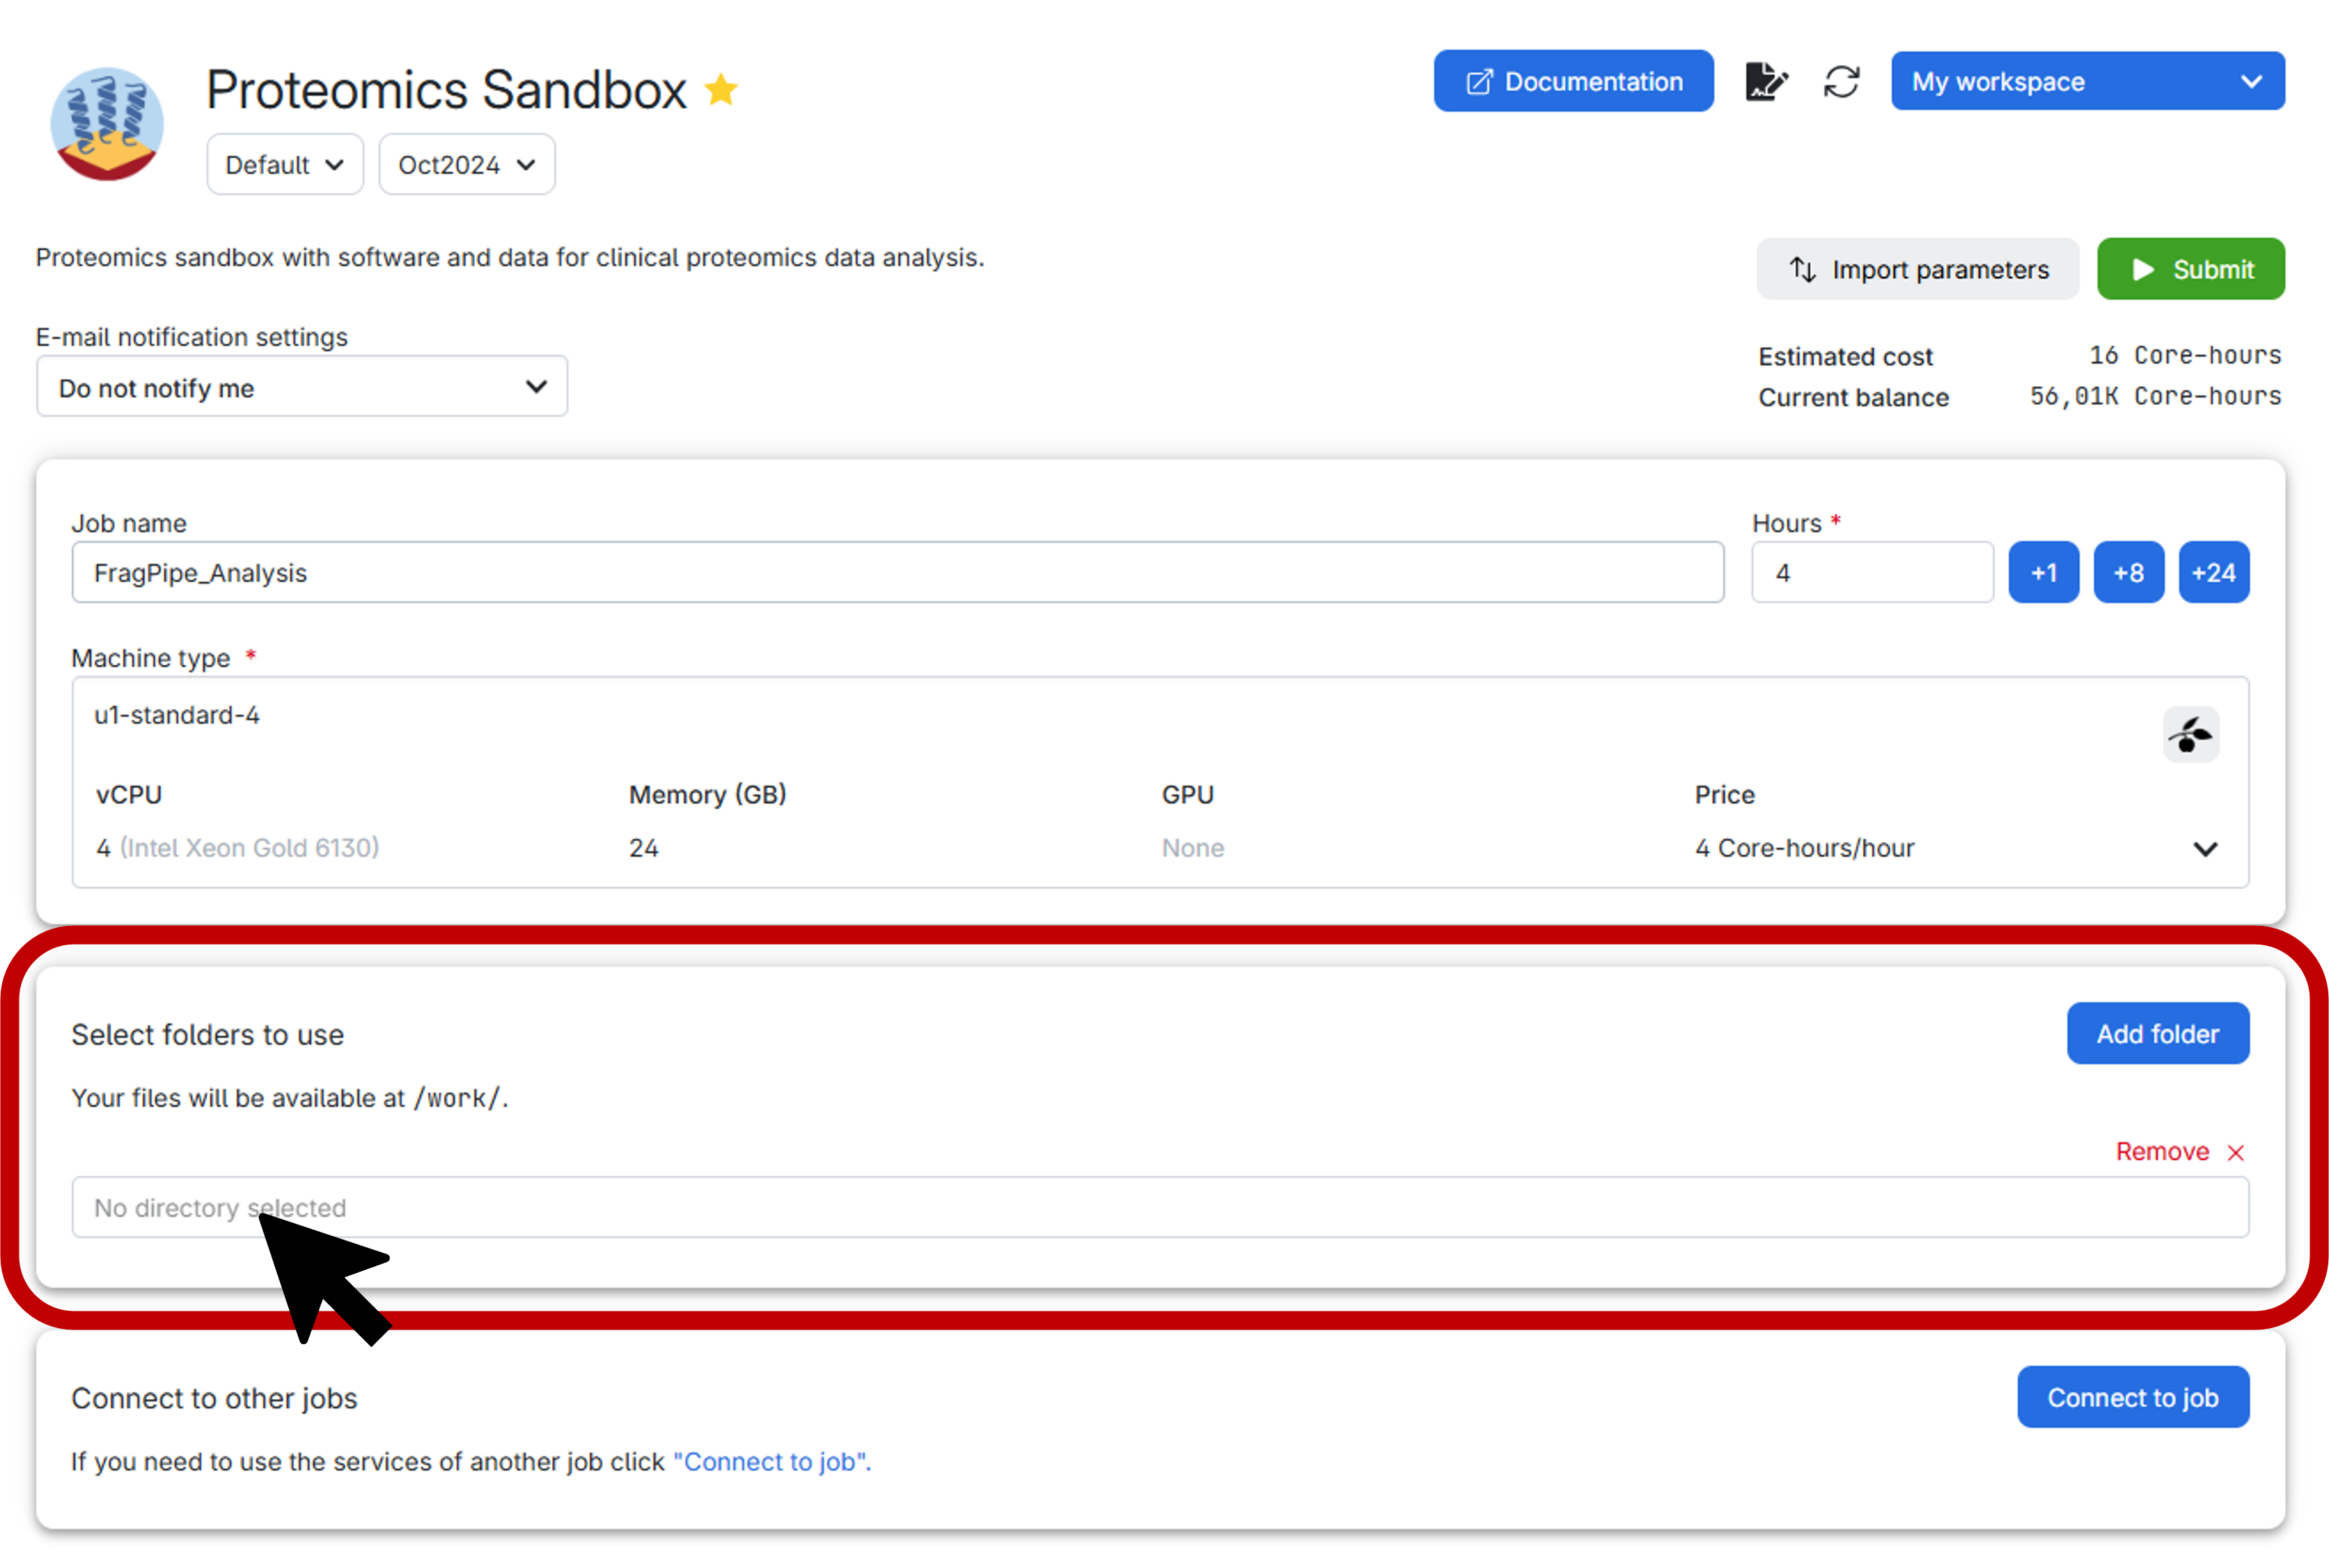 Proteomics Sandbox
Documentation
My workspace
Default
Oct2024
Proteomics sandbox with software and data for clinical proteomics data analysis.
Import parameters
Submit
E-mail notification settings
Do not notify me
Estimated cost 16 Core-hours
Current balance 56,01K Core-hours
Job name
Hours *
FragPipe_Analysis
4
+1
+8
+24
Machine type *
u1-standard-4
vCPU Memory (GB) GPU Price
4 (Intel Xeon Gold 6130) 24 None 4 Core-hours/hour
Select folders to use
Add folder
Your files will be available at /work/.
Remove ×
No directory selected
Connect to other jobs
Connect to job
If you need to use the services of another job click "Connect to job".